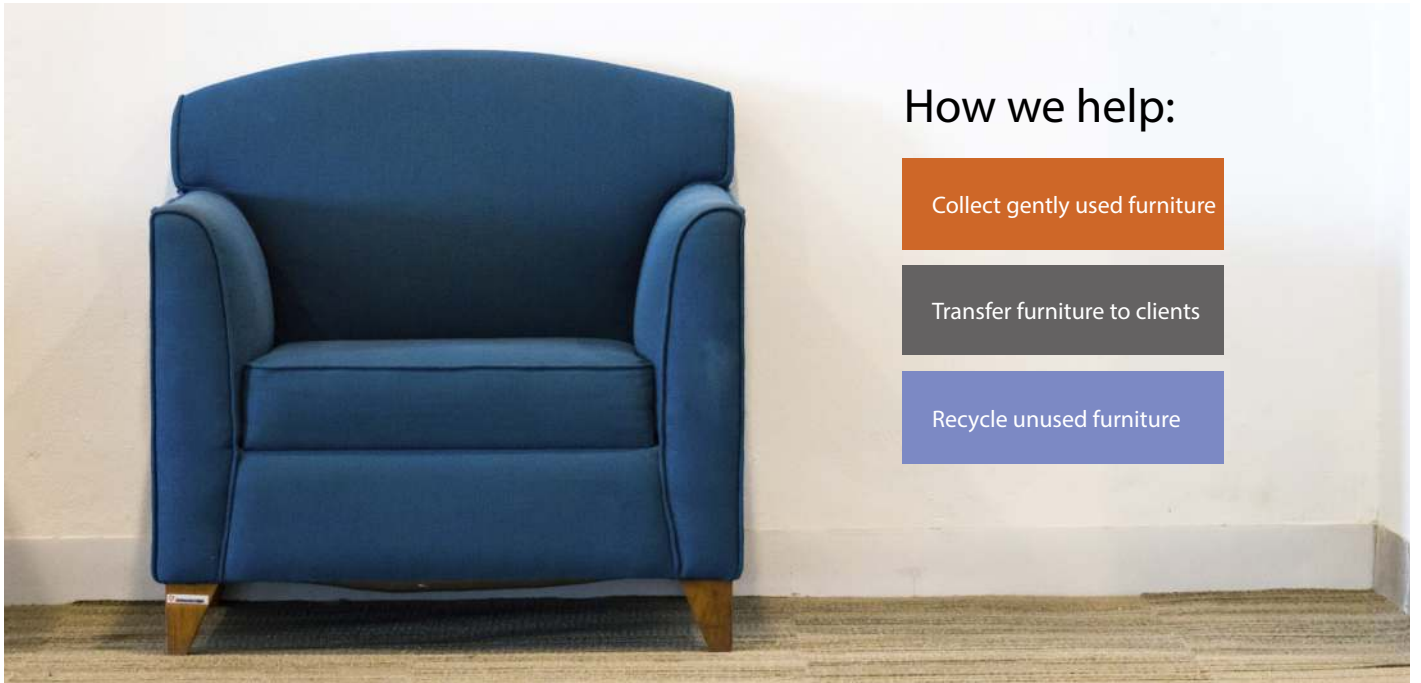 How we help:
Collect gently used furniture
Transfer furniture to clients
Recycle unused furniture